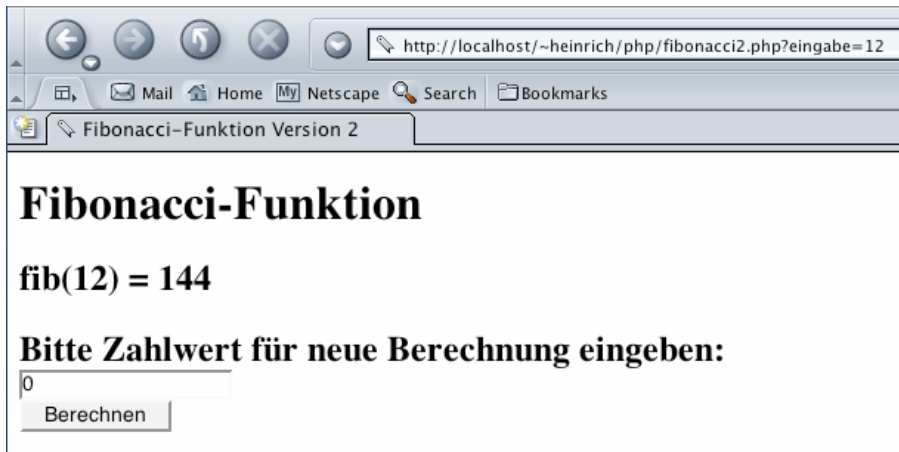 http://localhost/~heinrich/php/fibonacci2.php?eingabe=12
Mail Home My Netscape Search Bookmarks
Fibonacci-Funktion Version 2
Fibonacci-Funktion
fib(12) = 144
Bitte Zahlwert für neue Berechnung eingeben:
0
Berechnen